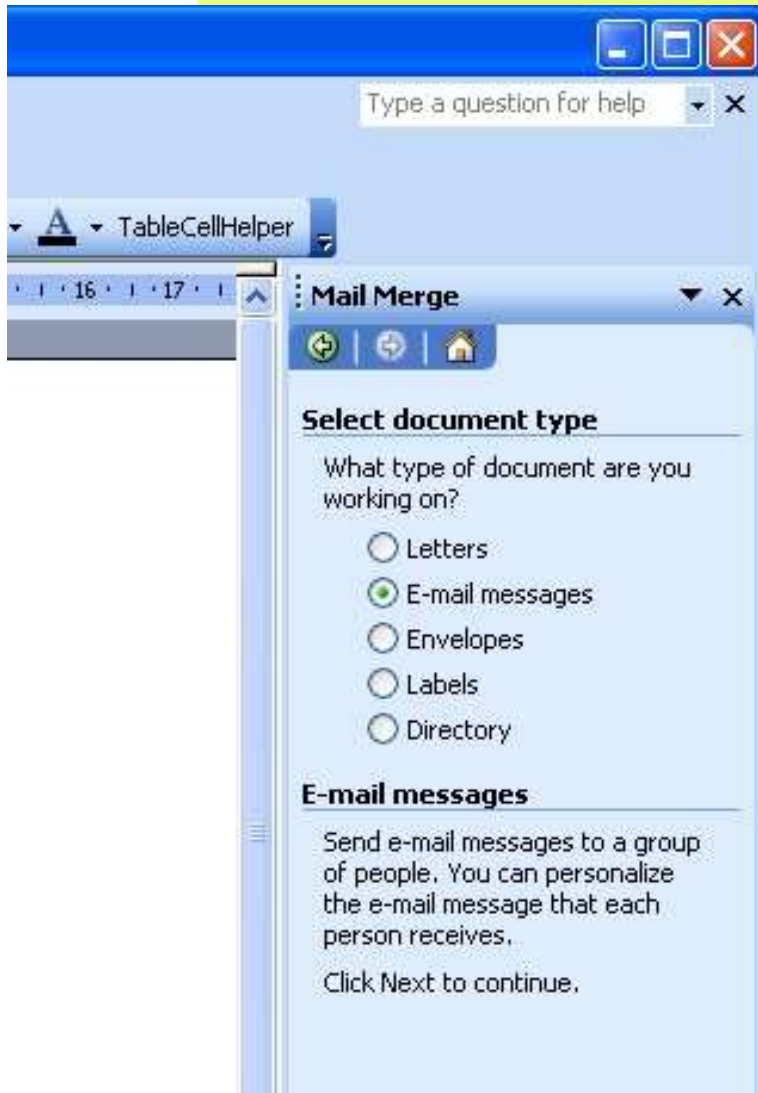 Type a question for help
A TableCellHelper
16 17
Mail Merge
Select document type
What type of document are you
working on?
Letters
E-mail messages
Envelopes
Labels
Directory
E-mail messages
Send e-mail messages to a group
of people. You can personalize
the e-mail message that each
person receives.
Click Next to continue.